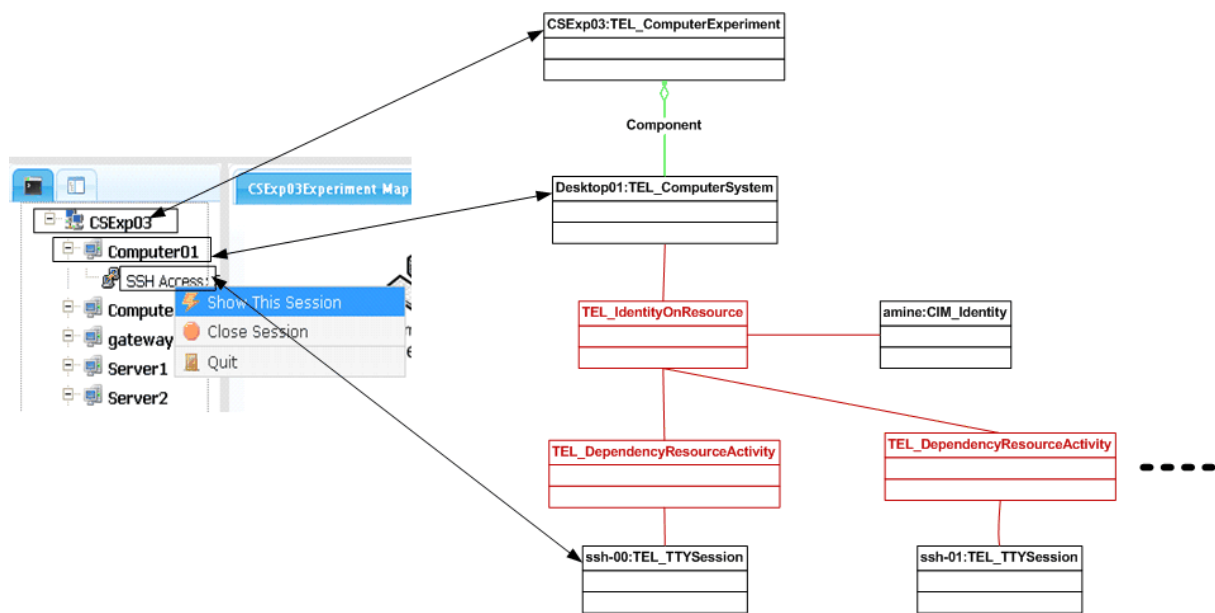 CSExp03:TEL_ComputerExperiment
Component
CSExp03Experiment Map
Desktop01:TEL_ComputerSystem
CSExp03
Computer01
SSH Access:
Show This Session
Compute
TEL_IdentityOnResource
amine:CIM_Identity
Close Session
gateway
Quit
Server1
Server2
TEL_DependencyResourceActivity
TEL_DependencyResourceActivity
ssh-00:TEL_TTYSession
ssh-01:TEL_TTYSession